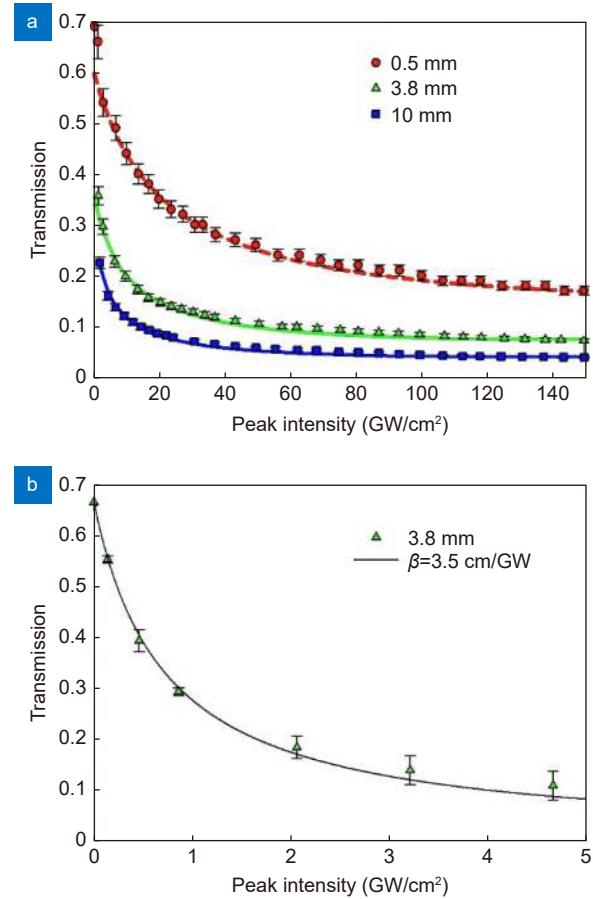 a
0.7
0.6
0.5
0.4
0.3
0.2
0.1
0
Transmission
0.5 mm
3.8 mm
10 mm
0 20 40 60 80 100 120 140
Peak intensity (GW/cm²)
b
0.7
0.6
0.5
0.4
0.3
0.2
0.1
0
Transmission
3.8 mm
β=3.5 cm/GW
0 1 2 3 4 5
Peak intensity (GW/cm²)